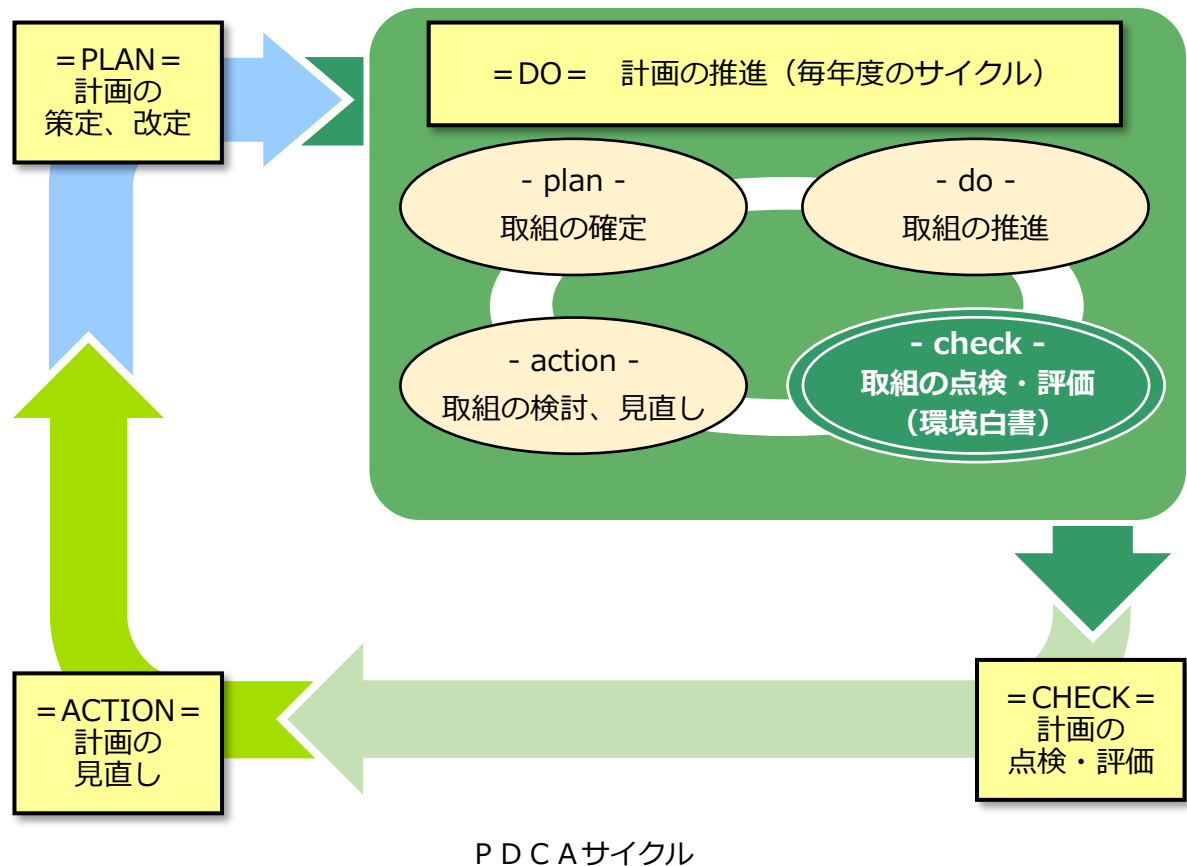 ＝PLAN＝
計画の
策定、改定
＝DO＝　計画の推進（毎年度のサイクル）
- plan -
取組の確定
- do -
取組の推進
- action -
取組の検討、見直し
- check -
取組の点検・評価
（環境白書）
＝ACTION＝
計画の
見直し
＝CHECK＝
計画の
点検・評価
ＰＤＣＡサイクル